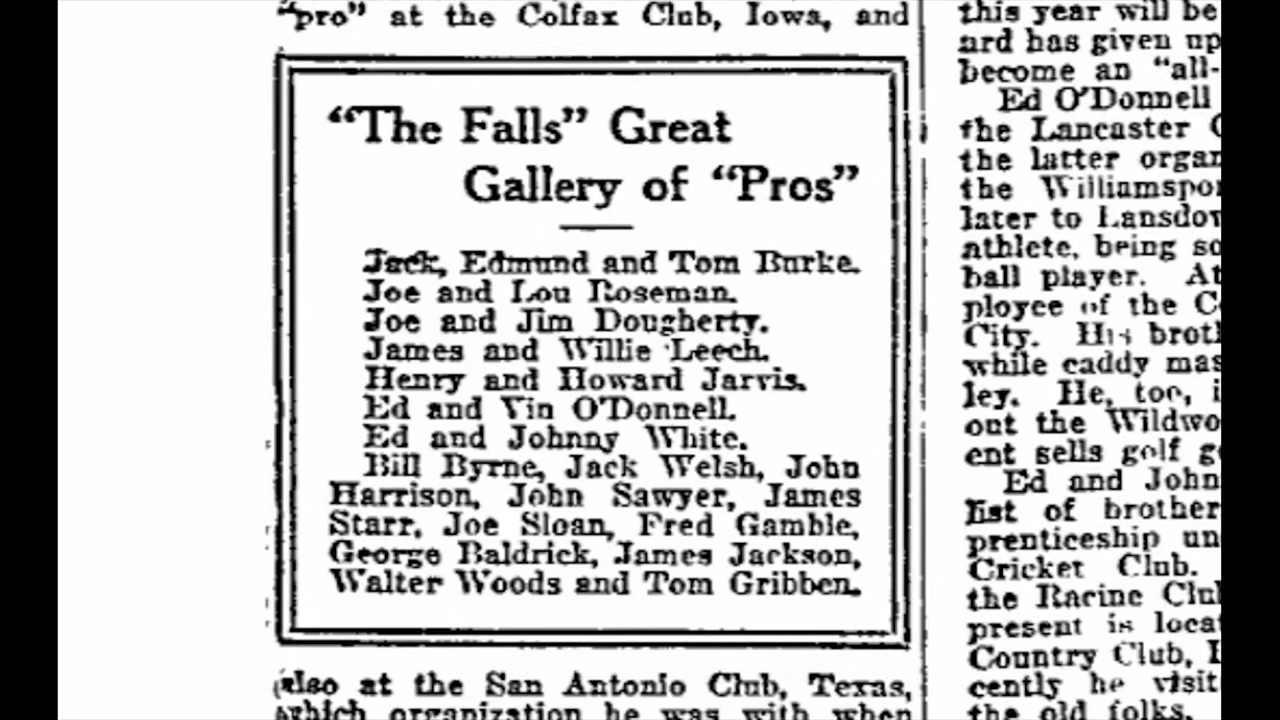 "pro" at the Colfax Club, Iowa, and
"The Falls" Great
Gallery of "Pros"
Jack, Edmund and Tom Burke.
Joe and Lou Roseman.
Joe and Jim Dougherty.
James and Willie Leech.
Henry and Howard Jarvis.
Ed and Vin O'Donnell.
Ed and Johnny White.
Bill Byrne, Jack Welsh, John
Harrison, John Sawyer, James
Starr, Joe Sloan, Fred Gamble,
George Baldrick, James Jackson,
Walter Woods and Tom Gribben.
also at the San Antonio Club, Texas,
which organization he was with when
this year will be
ard has given up
become an "all-
Ed O'Donnell
the Lancaster C
the latter organ
the Williamspor
later to Lansdow
athlete, being so
ball player. At
ployee of the C
City. His broth
while caddy mas
ley. He, too, i
out the Wildwo
ent sells golf g
Ed and John
list of brother
prenticeship un
Cricket Club.
the Racine Clu
present is loca
Country Club,
cently he visit
the old folks.